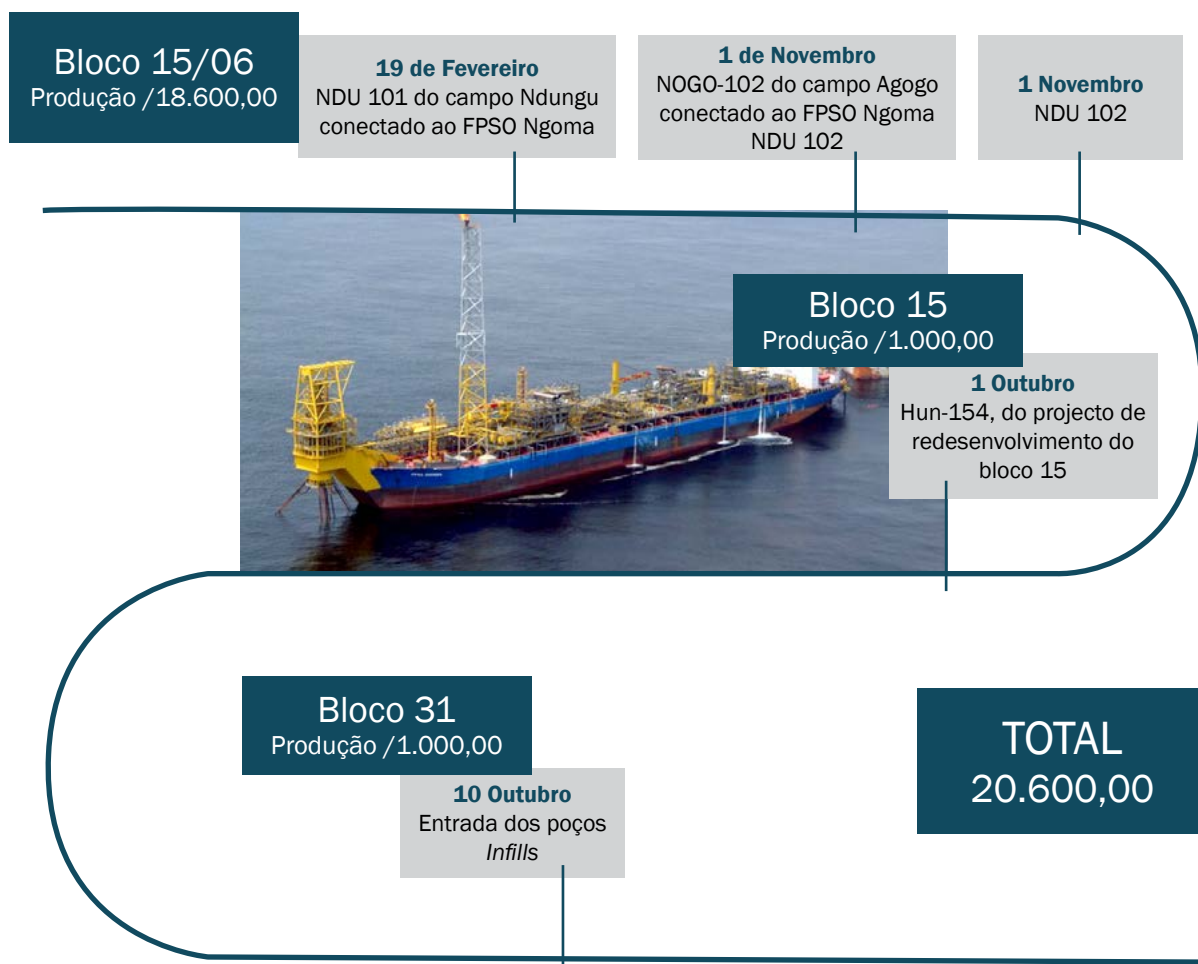 Bloco 15/06
Produção /18.600,00
19 de Fevereiro
NDU 101 do campo Ndungu
conectado ao FPSO Ngoma
1 de Novembro
NOGO-102 do campo Agogo
conectado ao FPSO Ngoma
NDU 102
1 Novembro
NDU 102
Bloco 15
Produção /1.000,00
1 Outubro
Hun-154, do projecto de
redesenvolvimento do
bloco 15
Bloco 31
Produção /1.000,00
10 Outubro
Entrada dos poços
Infills
TOTAL
20.600,00